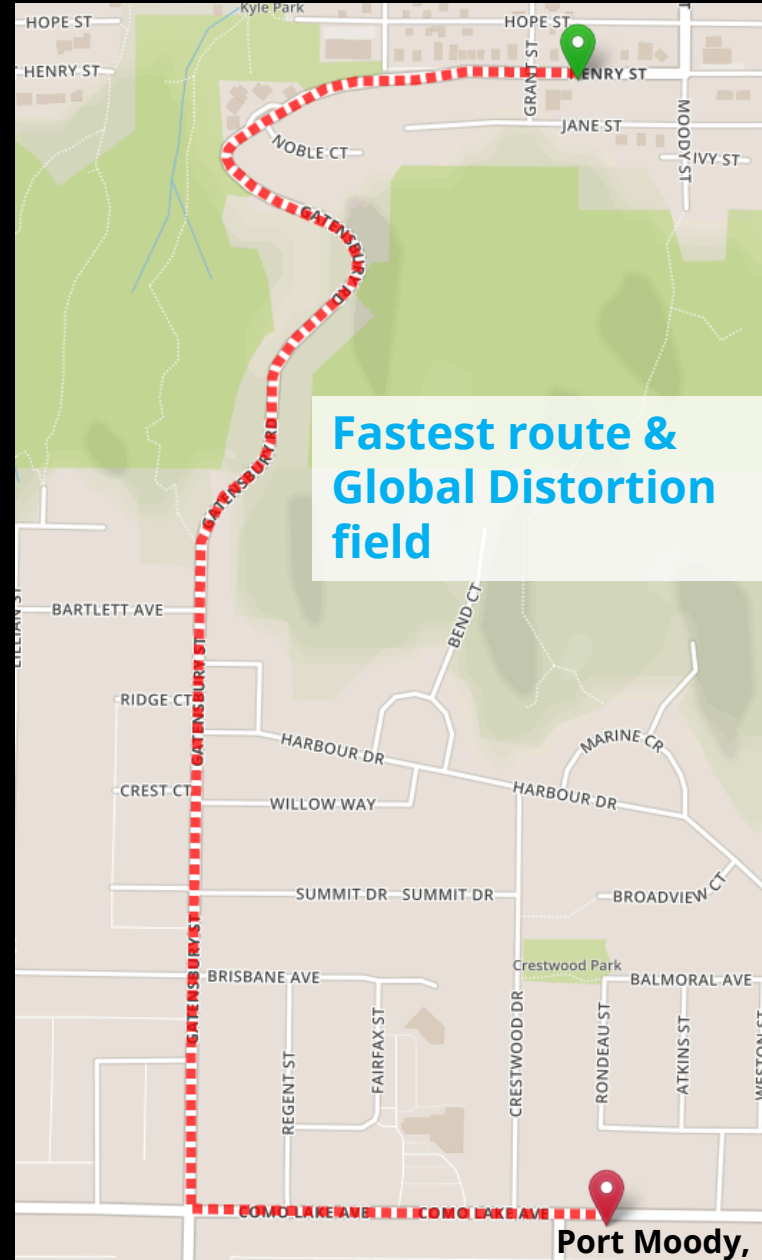 Kyle Park
HOPE ST
HOPE ST
HENRY ST
GRANT ST
ENRY ST
JANE ST
MOODY ST
IVY ST
NOBLE CT
GATENSBURY RD
Fastest route &
Global Distortion
field
GATENSBURY RD
BEND CT
LILLIAN ST
BARTLETT AVE
GATENSBURY ST
RIDGE CT
HARBOUR DR
MARINE CR
CREST CT
WILLOW WAY
HARBOUR DR
SUMMIT DR
SUMMIT DR
BROADVIEW CT
GATENSBURY ST
BRISBANE AVE
Crestwood Park
BALMORAL AVE
REGENT ST
FAIRFAX ST
CRESTWOOD DR
RONDEAU ST
ATKINS ST
WESTON ST
COMO LAKE AVE
COMO LAKE AVE
Port Moody,